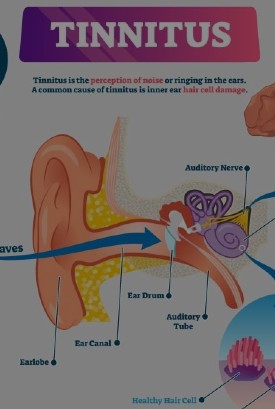 TINNITUS
Tinnitus is the perception of noise or ringing in the ears.
A common cause of tinnitus is inner ear hair cell damage.
Auditory Nerve
aves
Ear Drum
Auditory
Tube
Ear Canal
Earlobe
Healthy Hair Cell